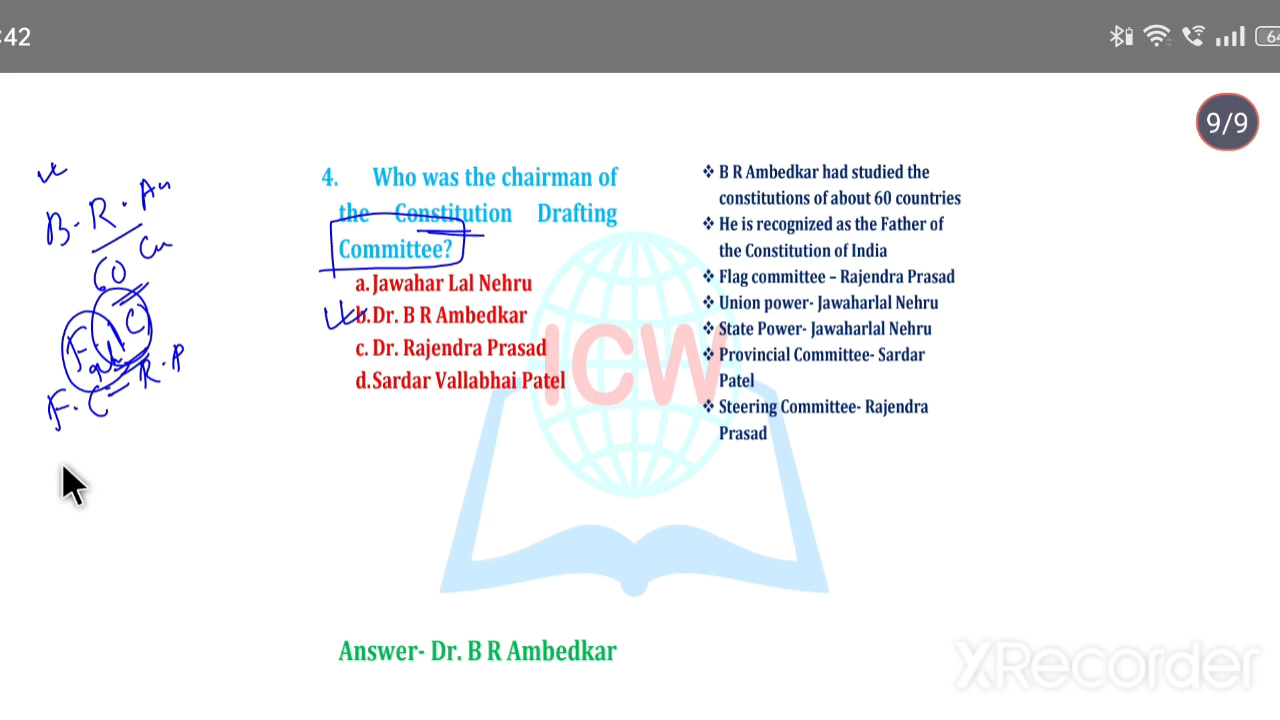 :42
64
9/9
4. Who was the chairman of
the Constitution Drafting
Committee?
a. Jawahar Lal Nehru
b. Dr. B R Ambedkar
c. Dr. Rajendra Prasad
d. Sardar Vallabhai Patel
❖ B R Ambedkar had studied the
constitutions of about 60 countries
❖ He is recognized as the Father of
the Constitution of India
❖ Flag committee – Rajendra Prasad
❖ Union power- Jawaharlal Nehru
❖ State Power- Jawaharlal Nehru
❖ Provincial Committee- Sardar
Patel
❖ Steering Committee- Rajendra
Prasad
B. R. Am
60
F. C = R. P
ICW
Answer- Dr. B R Ambedkar
XRecorder